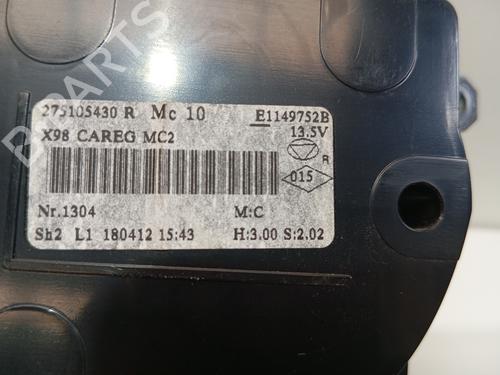 B-PARTS
275105430 R Mc 10 E1149752B
X98 CAREG MC2 13.5V
R
015
Nr.1304 M:C
Sh2 L1 180412 15:43 H:3.00 S:2.02